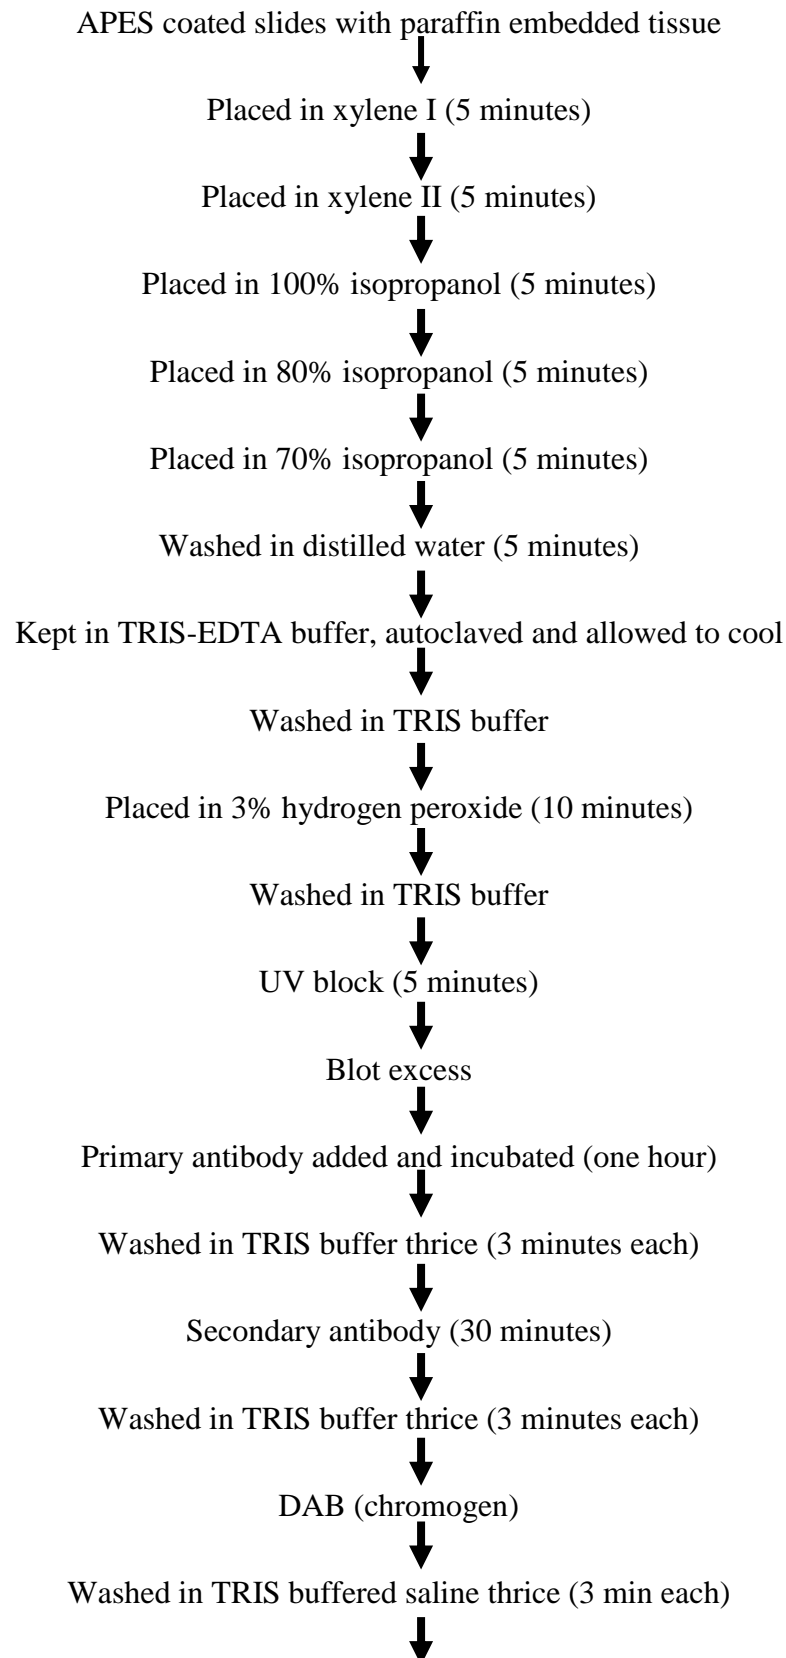 APES coated slides with paraffin embedded tissue
Placed in xylene I (5 minutes)
Placed in xylene II (5 minutes)
Placed in 100% isopropanol (5 minutes)
Placed in 80% isopropanol (5 minutes)
Placed in 70% isopropanol (5 minutes)
Washed in distilled water (5 minutes)
Kept in TRIS-EDTA buffer, autoclaved and allowed to cool
Washed in TRIS buffer
Placed in 3% hydrogen peroxide (10 minutes)
Washed in TRIS buffer
UV block (5 minutes)
Blot excess
Primary antibody added and incubated (one hour)
Washed in TRIS buffer thrice (3 minutes each)
Secondary antibody (30 minutes)
Washed in TRIS buffer thrice (3 minutes each)
DAB (chromogen)
Washed in TRIS buffered saline thrice (3 min each)